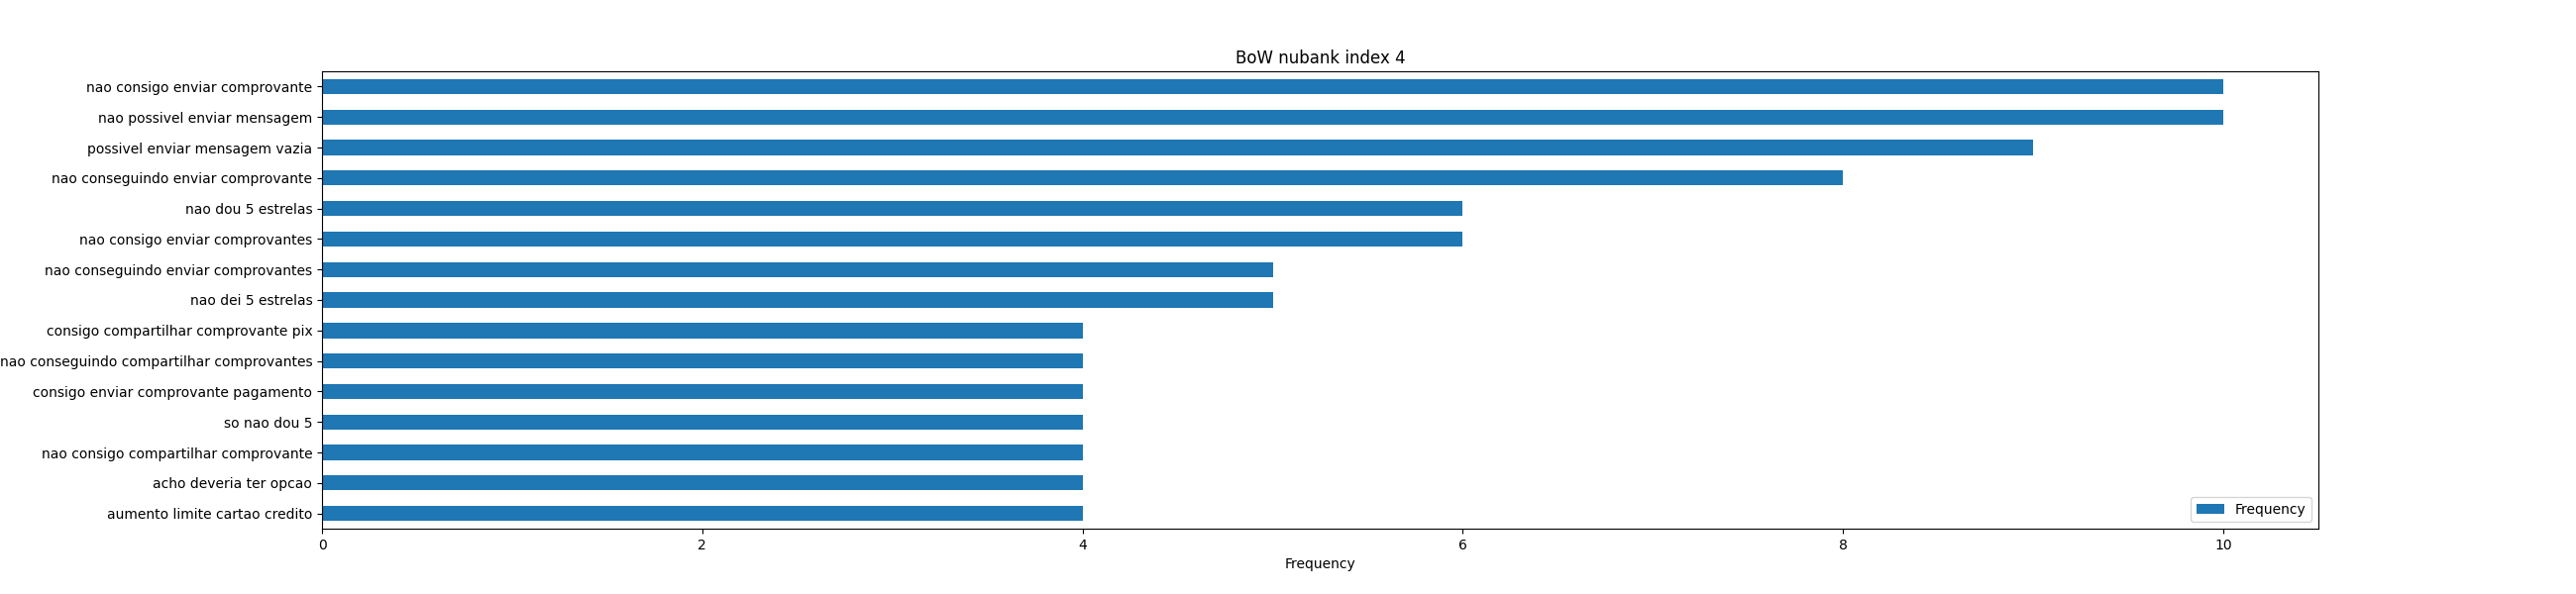 BoW nubank index 4
nao consigo enviar comprovante
nao possivel enviar mensagem
possivel enviar mensagem vazia
nao conseguindo enviar comprovante
nao dou 5 estrelas
nao consigo enviar comprovantes
nao conseguindo enviar comprovantes
nao dei 5 estrelas
consigo compartilhar comprovante pix
nao conseguindo compartilhar comprovantes
consigo enviar comprovante pagamento
so nao dou 5
nao consigo compartilhar comprovante
acho deveria ter opcao
aumento limite cartao credito
Frequency
0 2 4 6 8 10
Frequency